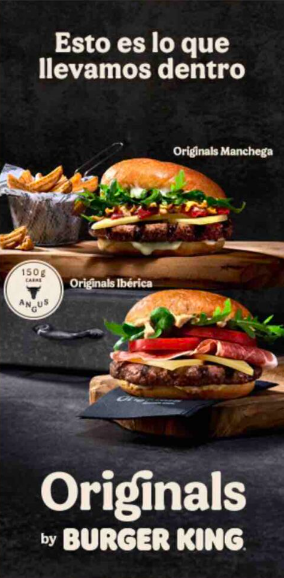 Esto es lo que
llevamos dentro
Originals Manchega
150g
CARNE
ANGUS
Originals Ibérica
Originals
by BURGER KING